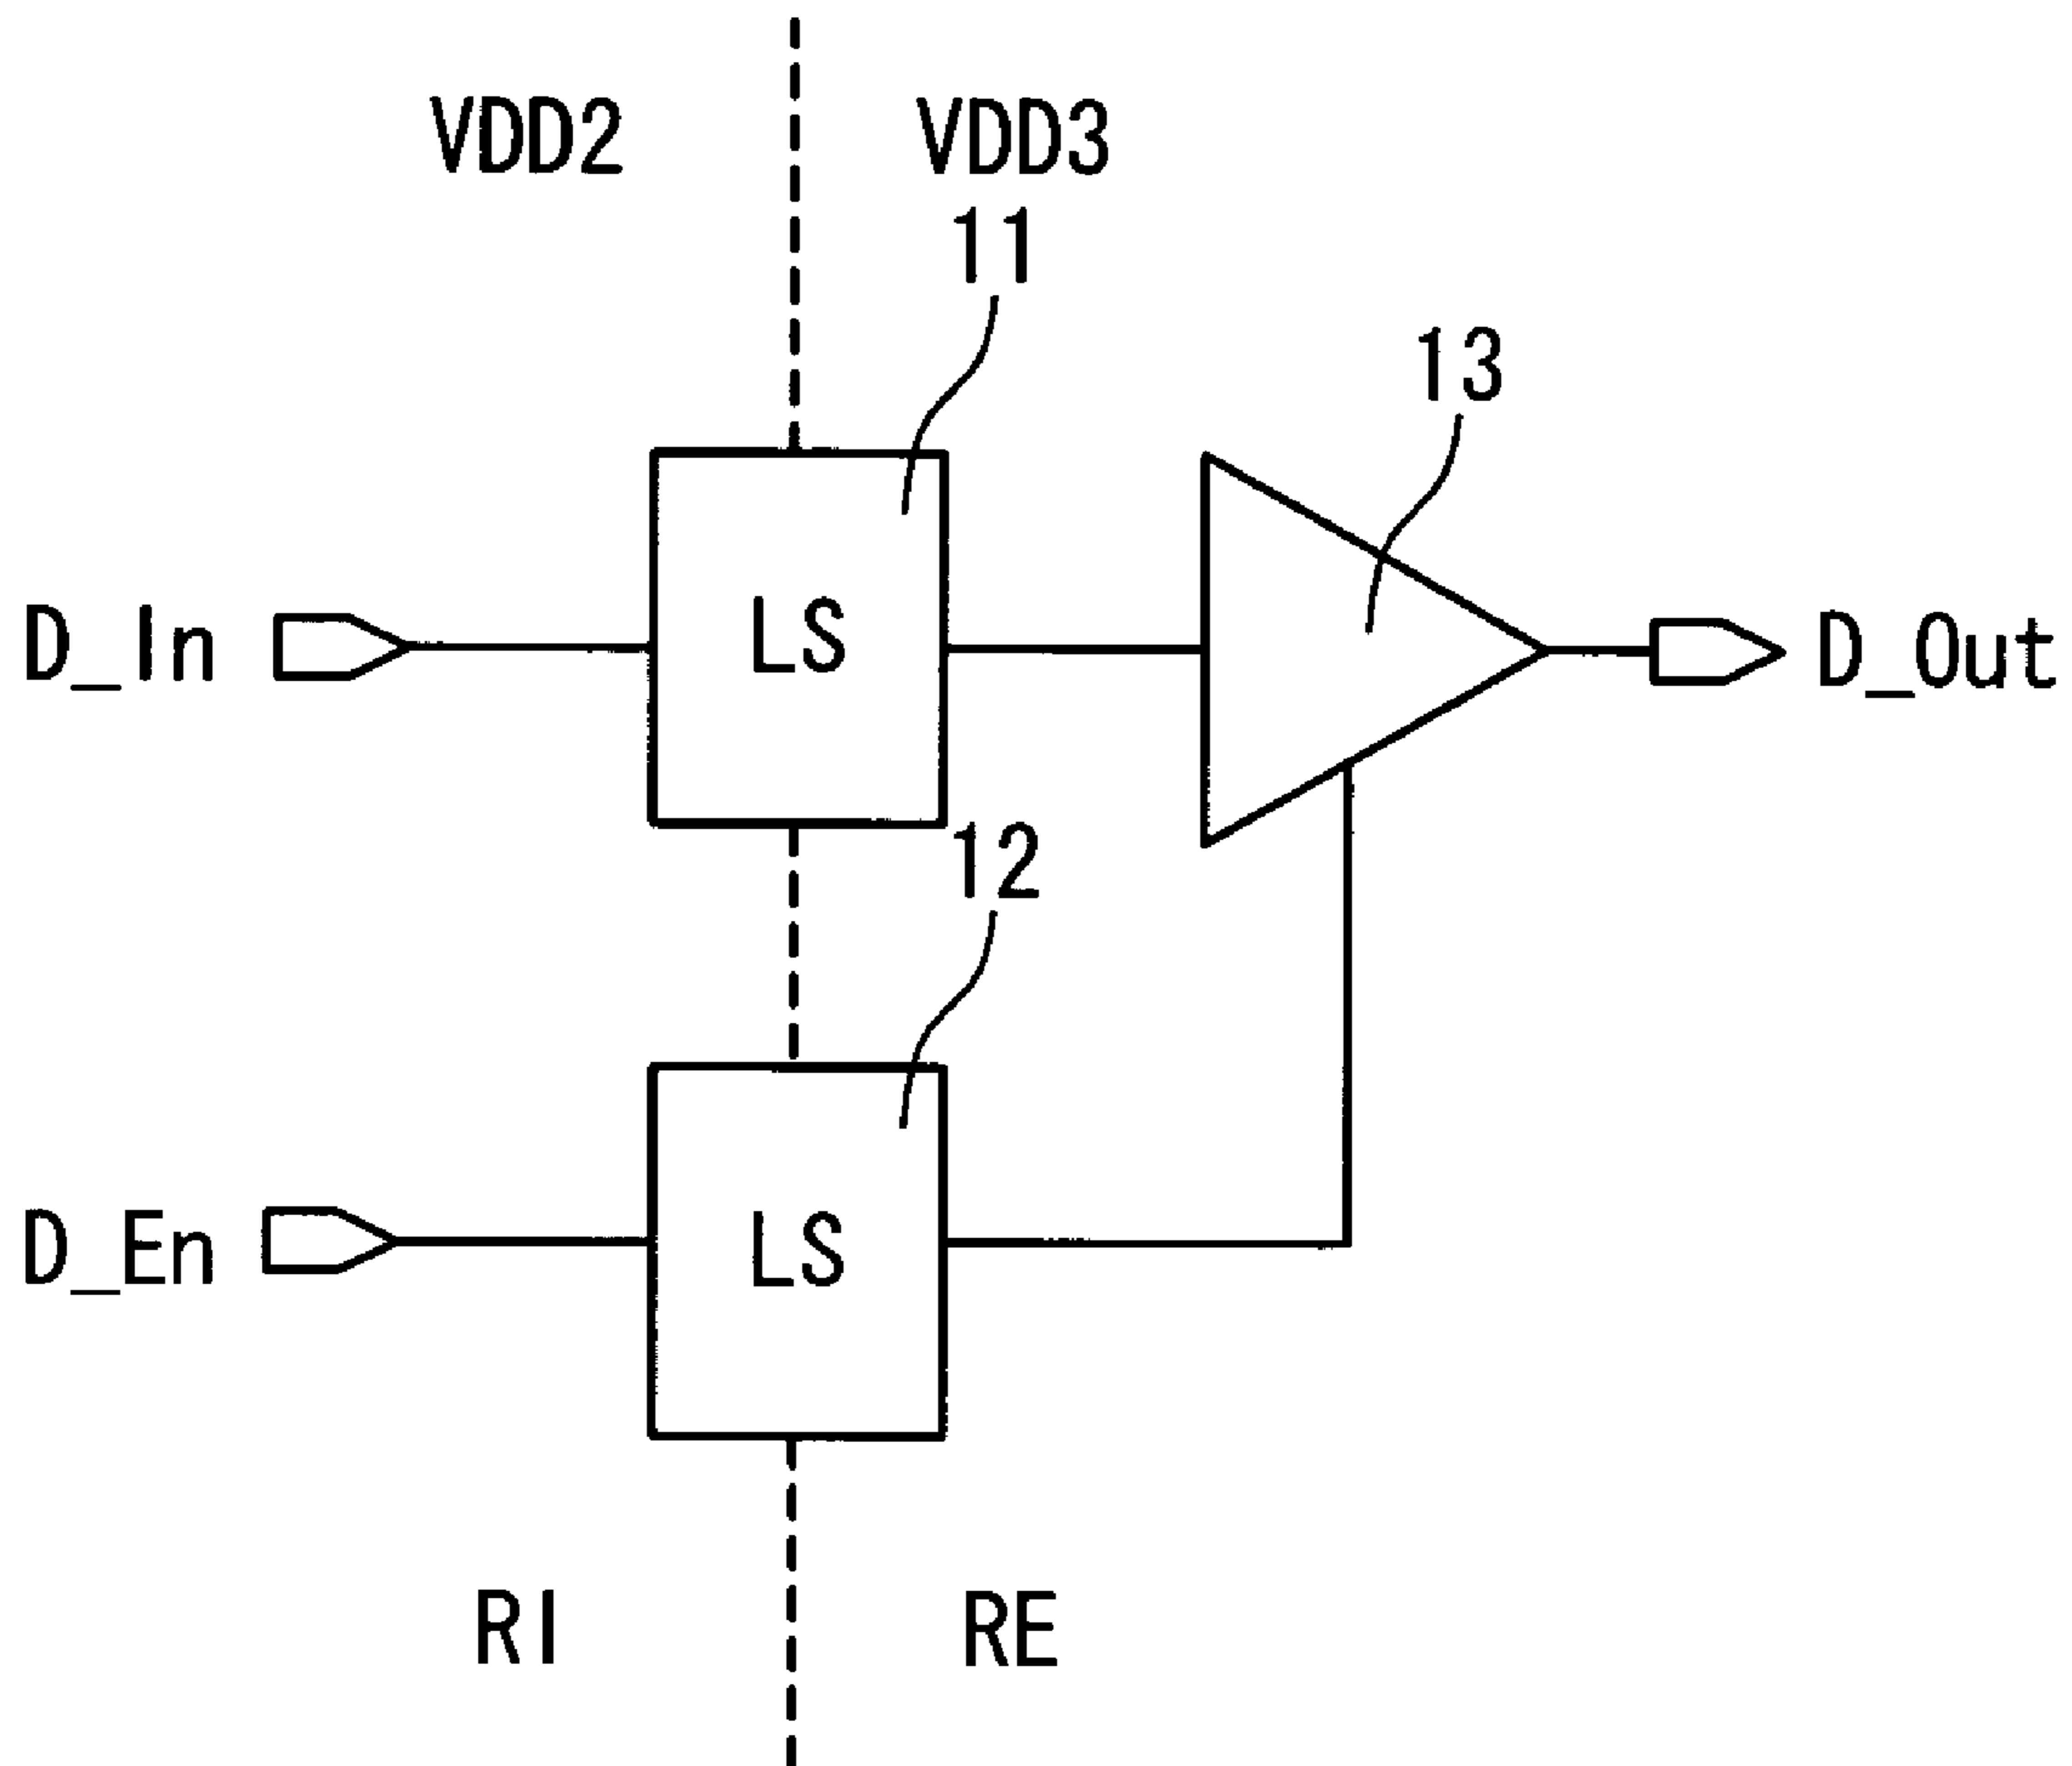 VDD2
VDD3
11
13
D_In
LS
D_Out
12
D_En
LS
RI
RE